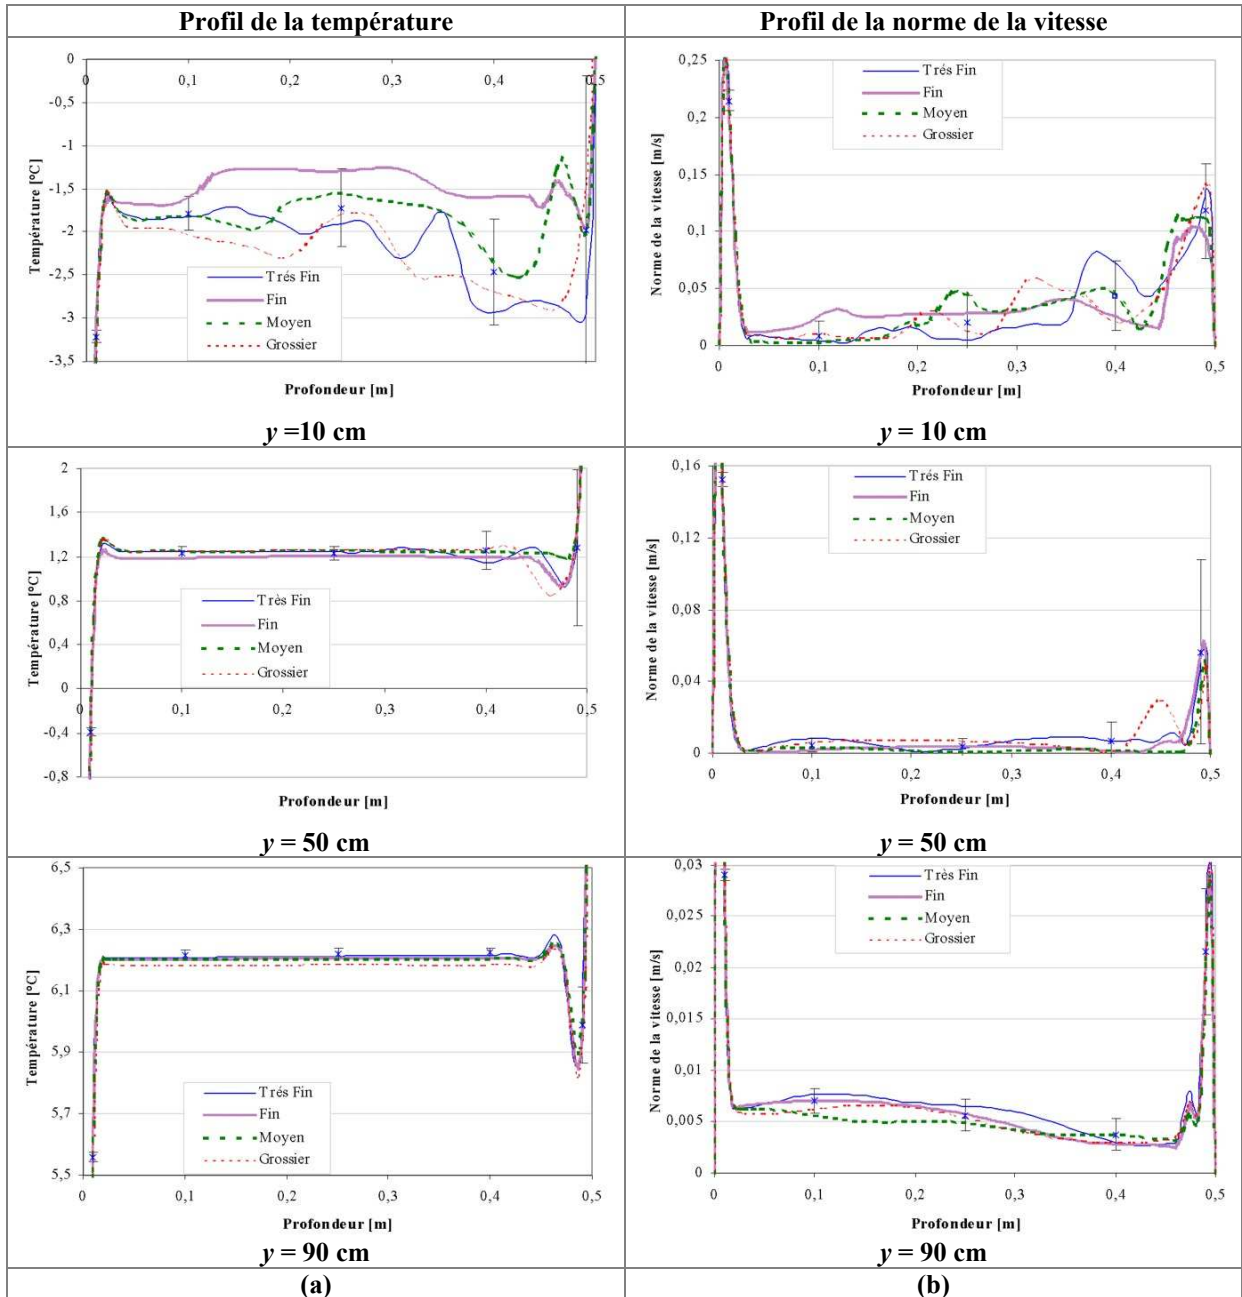 Profil de la température
Profil de la norme de la vitesse
0
0 0,1 0,2 0,3 0,4 0,5
-0,5
-1
-1,5
-2
-2,5
-3
-3,5
Température [°C]
Trés Fin
Fin
Moyen
Grossier
Profondeur [m]
y =10 cm
0,25
0,2
0,15
0,1
0,05
0
Norme de la vitesse [m/s]
Trés Fin
Fin
Moyen
Grossier
0 0,1 0,2 0,3 0,4 0,5
Profondeur [m]
y = 10 cm
2
1,6
1,2
0,8
0,4
0
-0,4
-0,8
Température [°C]
Très Fin
Fin
Moyen
Grossier
0 0,1 0,2 0,3 0,4 0,5
Profondeur [m]
y = 50 cm
0,16
0,12
0,08
0,04
0
Norme de la vitesse [m/s]
Trés Fin
Fin
Moyen
Grossier
0 0,1 0,2 0,3 0,4 0,5
Profondeur [m]
y = 50 cm
6,5
6,3
6,1
5,9
5,7
5,5
Température [°C]
Trés Fin
Fin
Moyen
Grossier
0 0,1 0,2 0,3 0,4 0,5
Profondeur [m]
y = 90 cm
0,03
0,025
0,02
0,015
0,01
0,005
0
Norme de la vitesse [m/s]
Très Fin
Fin
Moyen
Grossier
0 0,1 0,2 0,3 0,4 0,5
Profondeur [m]
y = 90 cm
(a)
(b)